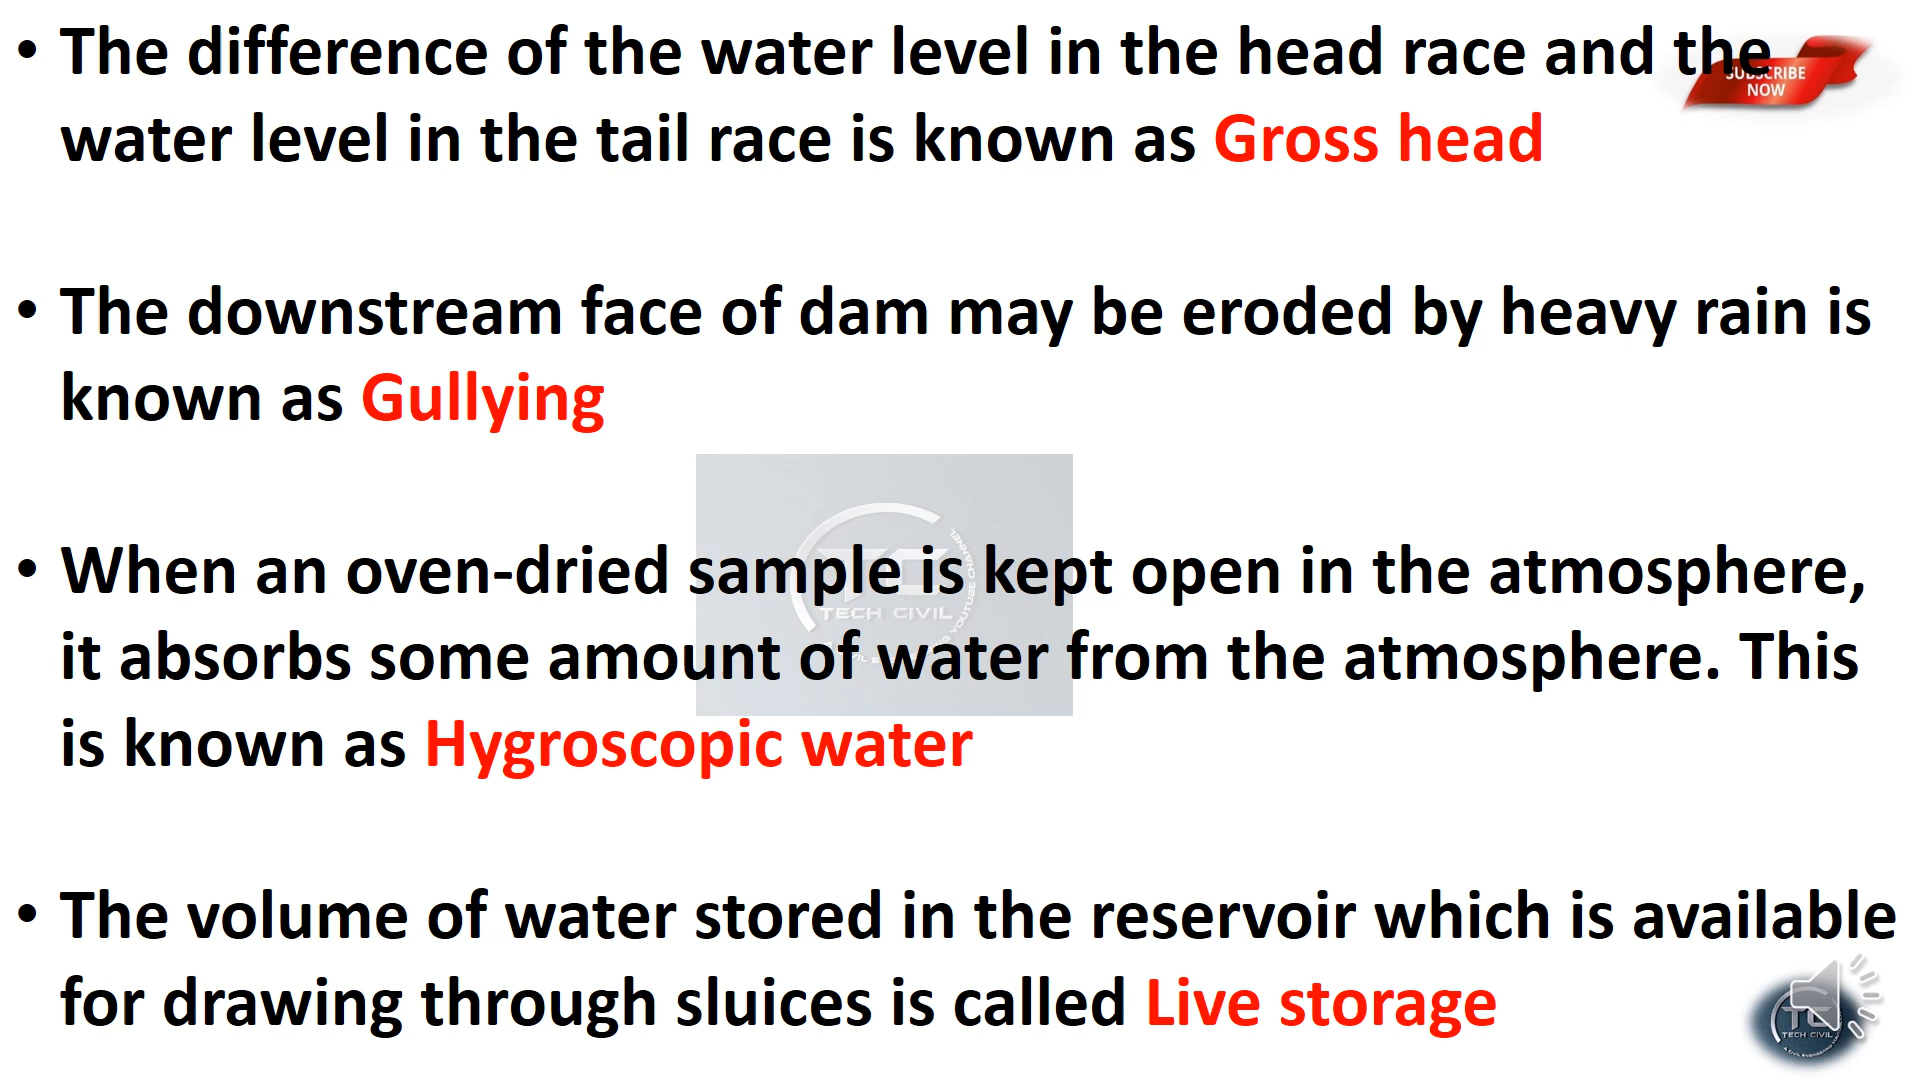 • The difference of the water level in the head race and the
SUBSCRIBE
NOW
water level in the tail race is known as Gross head
• The downstream face of dam may be eroded by heavy rain is
known as Gullying
• When an oven-dried sample is kept open in the atmosphere,
TECH CIVIL
it absorbs some amount of water from the atmosphere. This
is known as Hygroscopic water
• The volume of water stored in the reservoir which is available
for drawing through sluices is called Live storage
TECH CIVIL